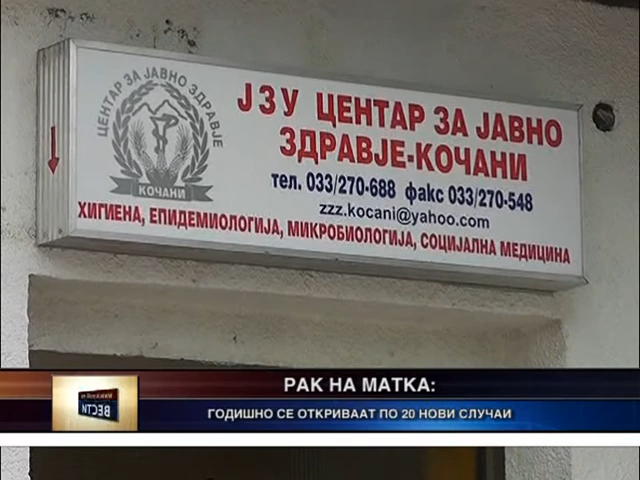 ЦЕНТАР ЗА ЈАВНО ЗДРАВЈЕ
КОЧАНИ
ЈЗУ ЦЕНТАР ЗА ЈАВНО
ЗДРАВЈЕ-КОЧАНИ
тел. 033/270-688 факс 033/270-548
zzz.kocani@yahoo.com
ХИГИЕНА, ЕПИДЕМИОЛОГИЈА, МИКРОБИОЛОГИЈА, СОЦИЈАЛНА МЕДИЦИНА
РАК НА МАТКА:
ГОДИШНО СЕ ОТКРИВААТ ПО 20 НОВИ СЛУЧАИ
ВЕСТИ